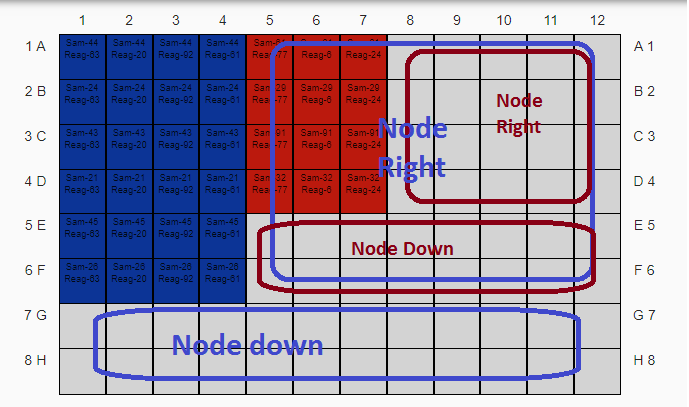 1 2 3 4 5 6 7 8 9 10 11 12
1 A Sam-44 Sam-44 Sam-44 Sam-44 A 1
Reag-63 Reag-20 Reag-92 Reag-61 Reag-77 Reag-6 Reag-24
2 B Sam-24 Sam-24 Sam-24 Sam-24 Sam-29 Sam-29 Sam-29 B 2
Reag-63 Reag-20 Reag-92 Reag-61 Reag-77 Reag-6 Reag-24
Node
Right
3 C Sam-43 Sam-43 Sam-43 Sam-43 Sam-91 Sam-91 Sam-91 C 3
Reag-63 Reag-20 Reag-92 Reag-61 Reag-77 Reag-6 Reag-24
Node
Right
4 D Sam-21 Sam-21 Sam-21 Sam-21 Sam-32 Sam-32 Sam-32 D 4
Reag-63 Reag-20 Reag-92 Reag-61 Reag-77 Reag-6 Reag-24
5 E Sam-45 Sam-45 Sam-45 Sam-45 E 5
Reag-63 Reag-20 Reag-92 Reag-61
Node Down
6 F Sam-26 Sam-26 Sam-26 Sam-26 F 6
Reag-63 Reag-20 Reag-92 Reag-61
7 G G 7
Node down
8 H H 8